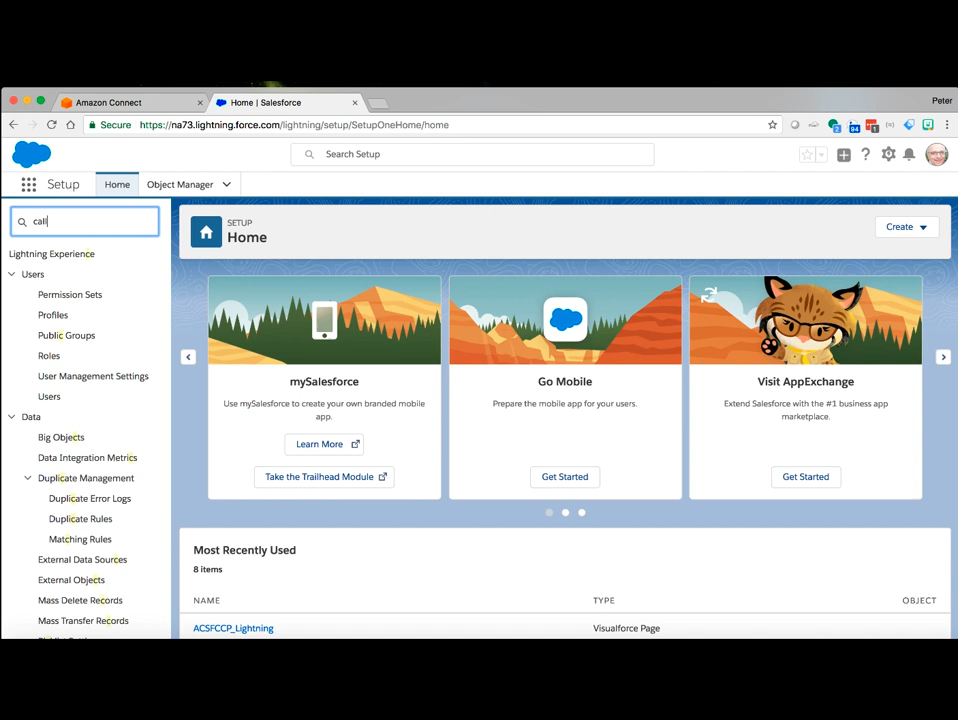 Amazon Connect
Home | Salesforce
Peter
Secure
https://na73.lightning.force.com/lightning/setup/SetupOneHome/home
2
94
1
Search Setup
Setup
Home
Object Manager
call
Lightning Experience
Users
Permission Sets
Profiles
Public Groups
Roles
User Management Settings
Users
Data
Big Objects
Data Integration Metrics
Duplicate Management
Duplicate Error Logs
Duplicate Rules
Matching Rules
External Data Sources
External Objects
Mass Delete Records
Mass Transfer Records
SETUP
Home
Create
mySalesforce
Use mySalesforce to create your own branded mobile
app.
Learn More
Take the Trailhead Module
Go Mobile
Prepare the mobile app for your users.
Get Started
Visit AppExchange
Extend Salesforce with the #1 business app
marketplace.
Get Started
Most Recently Used
8 items
NAME
TYPE
OBJECT
ACSFCCP_Lightning
Visualforce Page